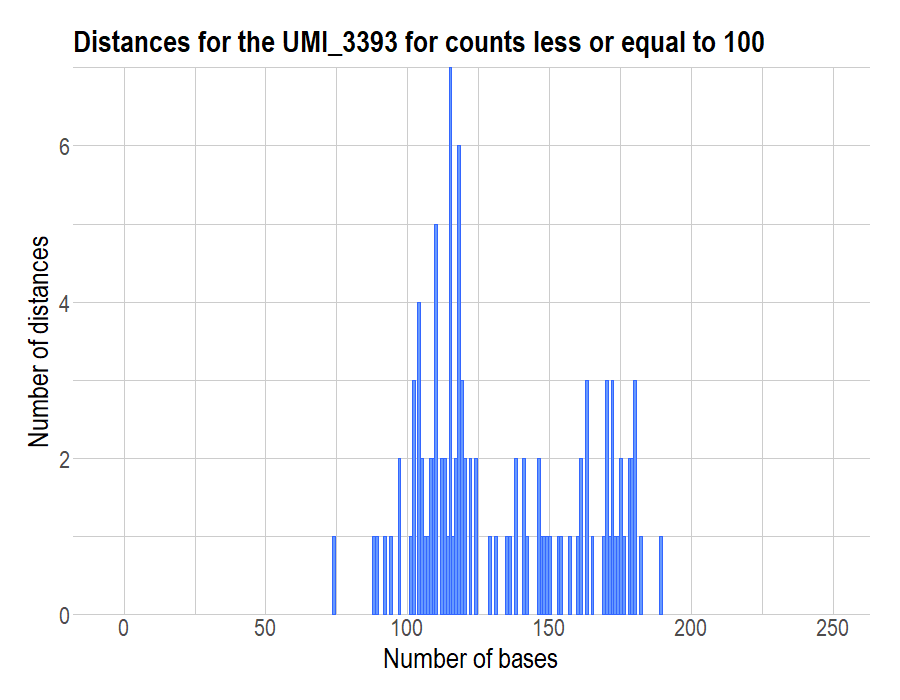 Distances for the UMI_3393 for counts less or equal to 100
Number of distances
6
4
2
0
0 50 100 150 200 250
Number of bases